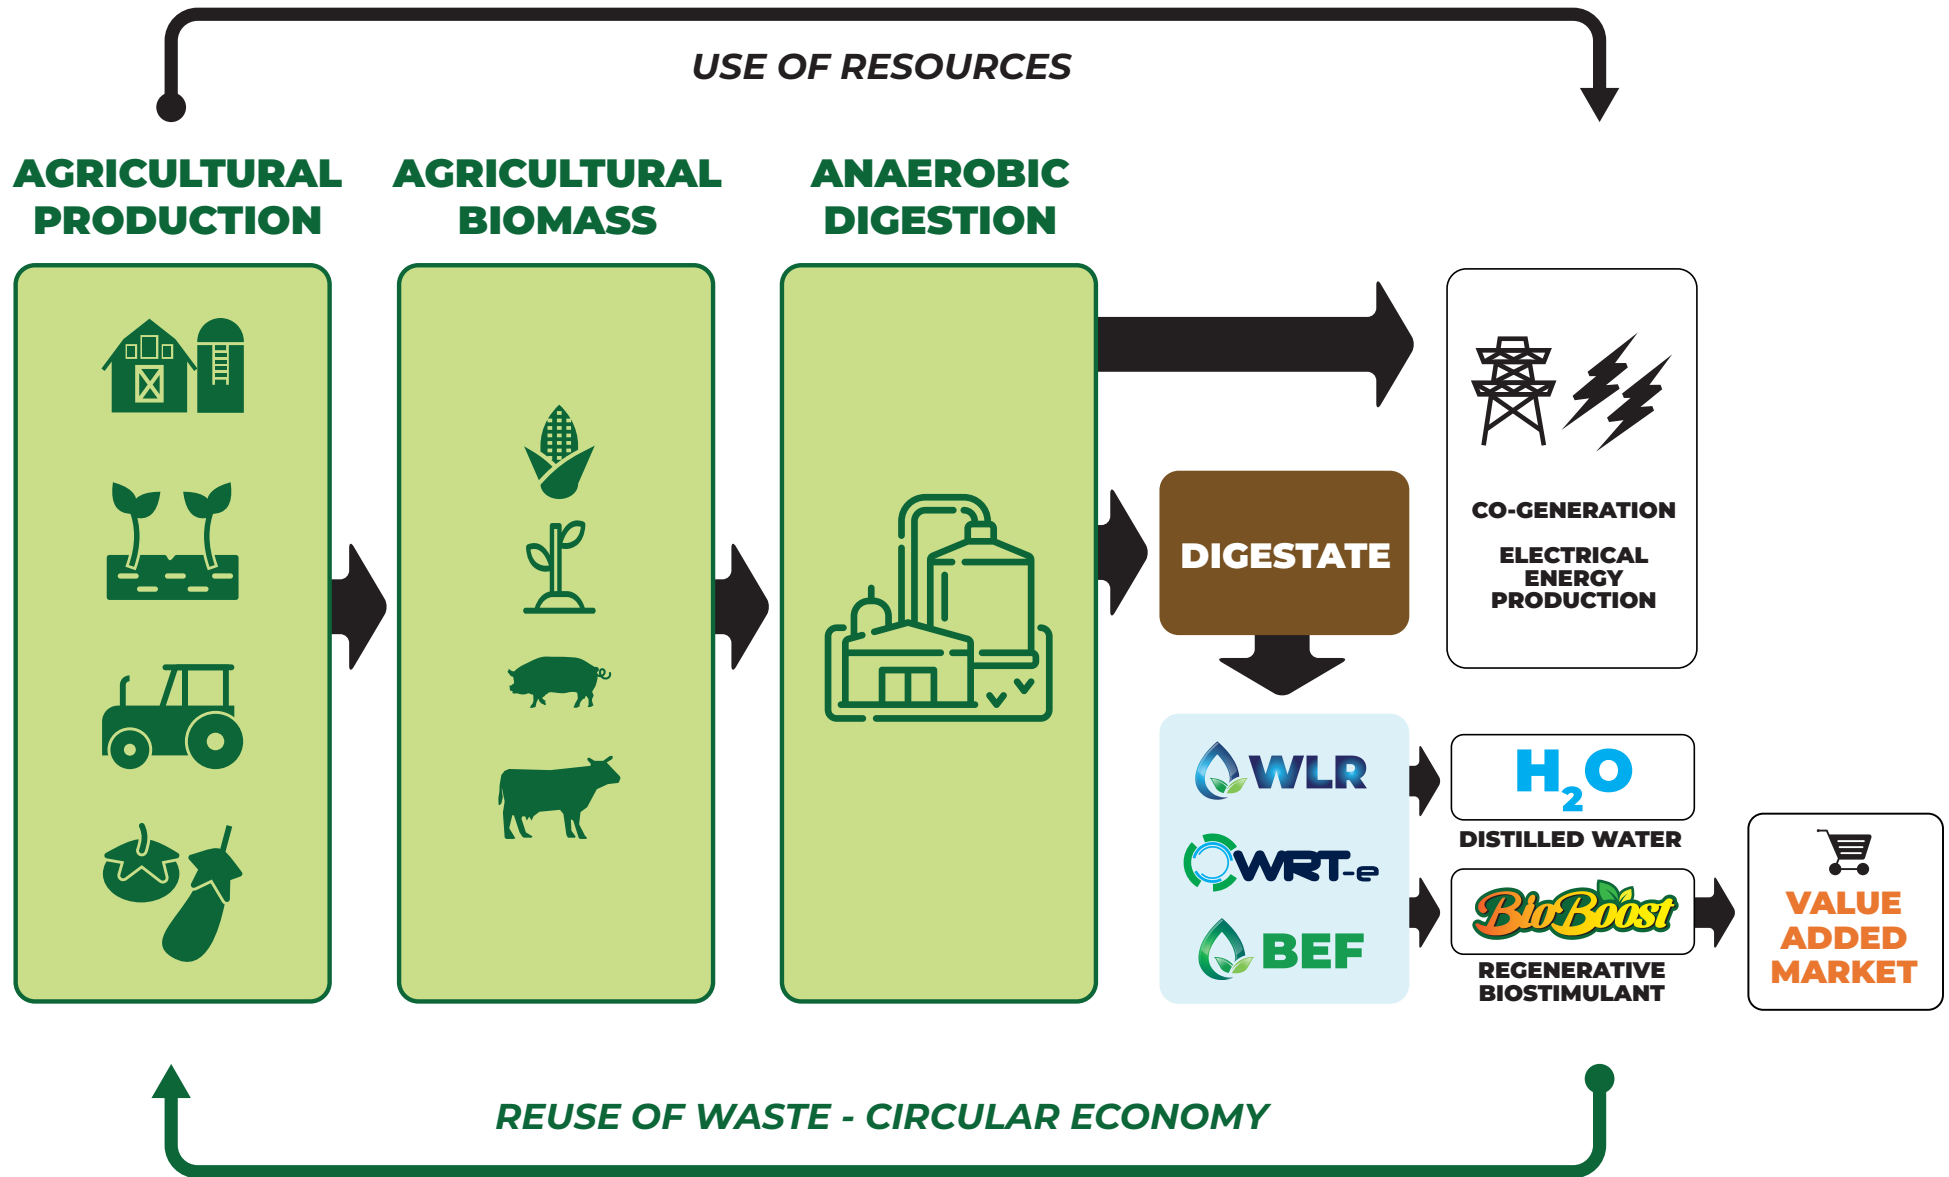 USE OF RESOURCES
AGRICULTURAL
PRODUCTION
AGRICULTURAL
BIOMASS
ANAEROBIC
DIGESTION
CO-GENERATION
ELECTRICAL
ENERGY
PRODUCTION
DIGESTATE
WLR
WRT-e
BEF
H₂O
DISTILLED WATER
BioBoost
REGENERATIVE
BIOSTIMULANT
VALUE
ADDED
MARKET
REUSE OF WASTE - CIRCULAR ECONOMY